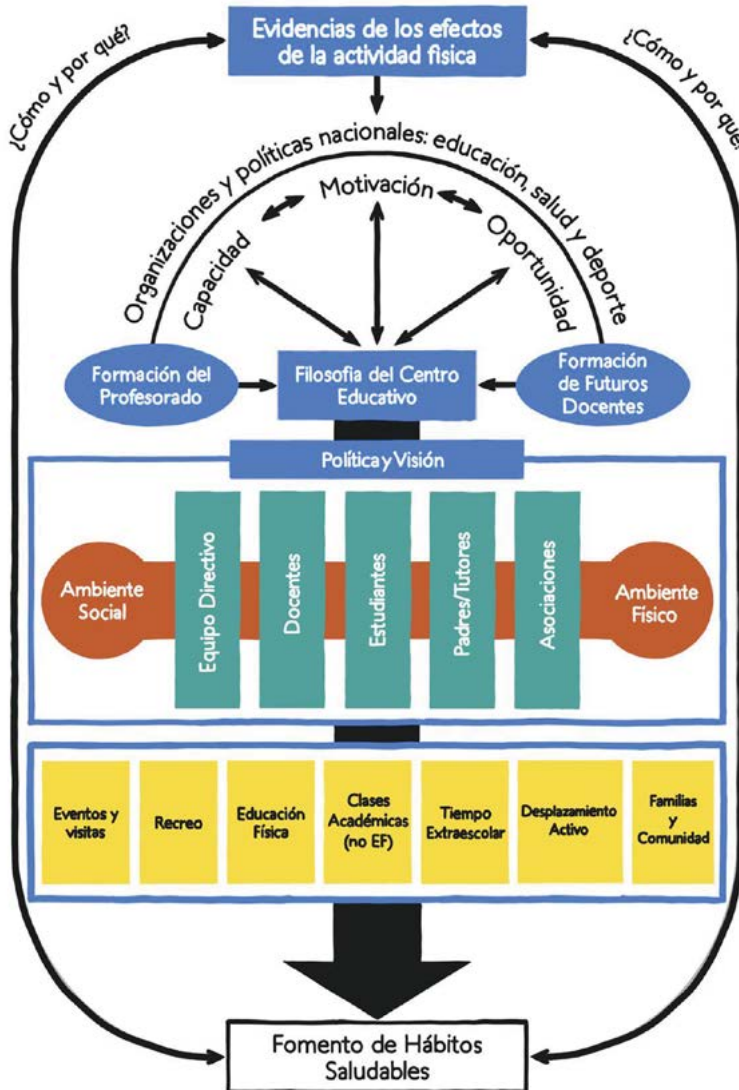 Evidencias de los efectos
de la actividad física
¿Cómo y por qué?
¿Cómo y por qué?
Organizaciones y políticas nacionales: educación, salud y deporte
Motivación
Capacidad
Oportunidad
Formación del
Profesorado
Filosofía del Centro
Educativo
Formación
de Futuros
Docentes
Política y Visión
Ambiente
Social
Equipo Directivo
Docentes
Estudiantes
Padres/Tutores
Asociaciones
Ambiente
Físico
Eventos y
visitas
Recreo
Educación
Física
Clases
Académicas
(no EF)
Tiempo
Extraescolar
Desplazamiento
Activo
Familias
y
Comunidad
Fomento de Hábitos
Saludables